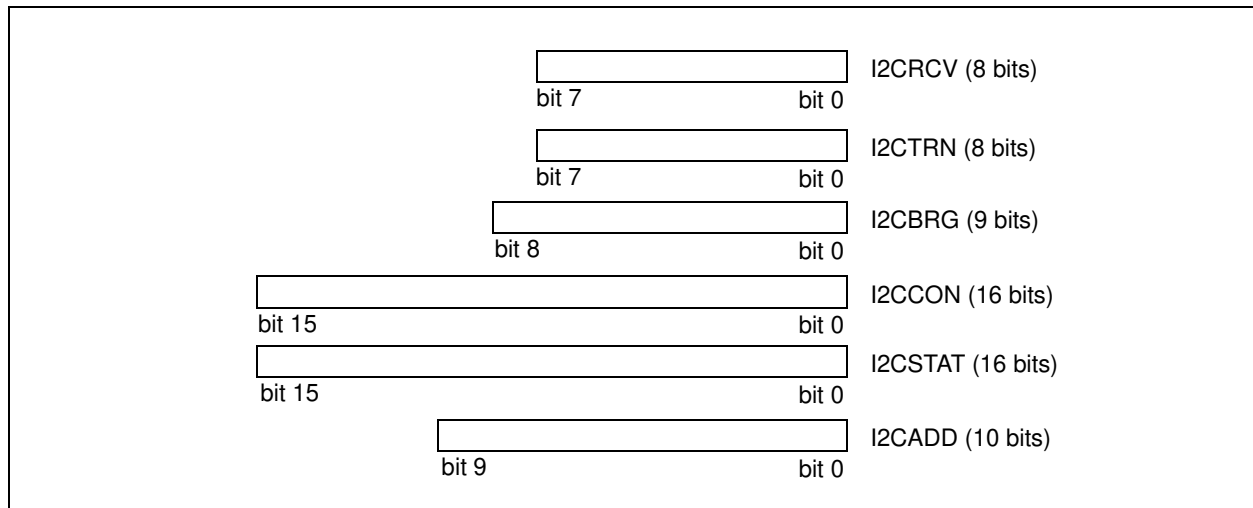 I2CRCV (8 bits)
bit 7 bit 0
I2CTRN (8 bits)
bit 7 bit 0
I2CBRG (9 bits)
bit 8 bit 0
I2CCON (16 bits)
bit 15 bit 0
I2CSTAT (16 bits)
bit 15 bit 0
I2CADD (10 bits)
bit 9 bit 0